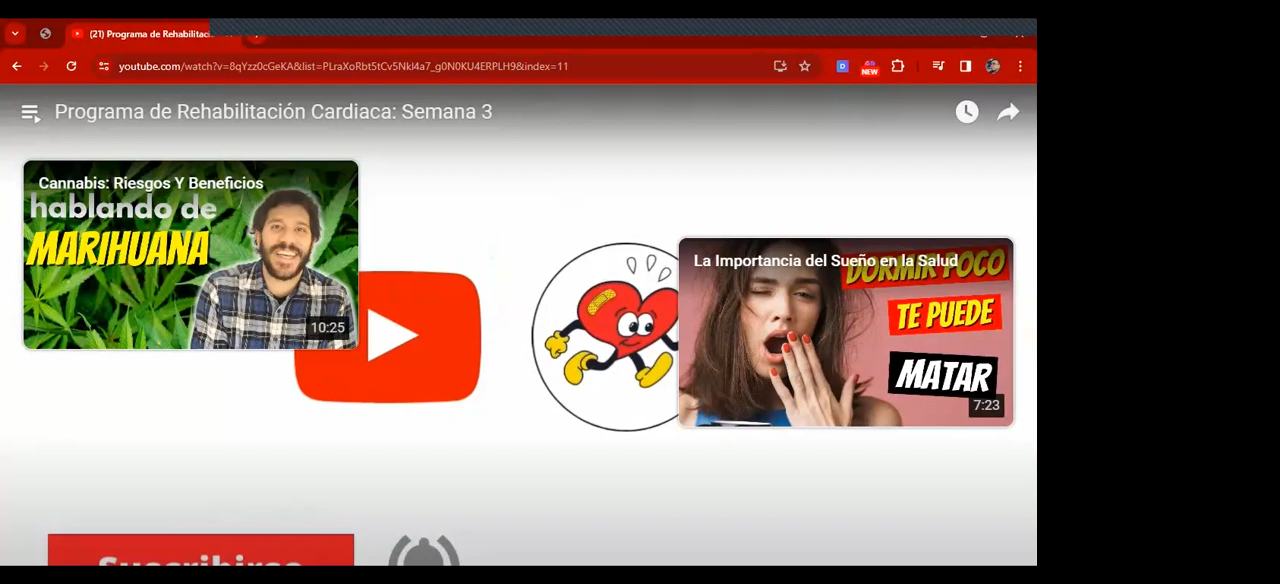 (21) Programa de Rehabilitac
youtube.com/watch?v=8qYzz0cGeKA&list=PLraXoRbt5tCv5Nkl4a7_g0N0KU4ERPLH9&index=11
NEW
Programa de Rehabilitación Cardiaca: Semana 3
Cannabis: Riesgos Y Beneficios
hablando de
MARIHUANA
10:25
La Importancia del Sueño en la Salud
DORMIR POCO
TE PUEDE
MATAR
7:23
Suscribirse